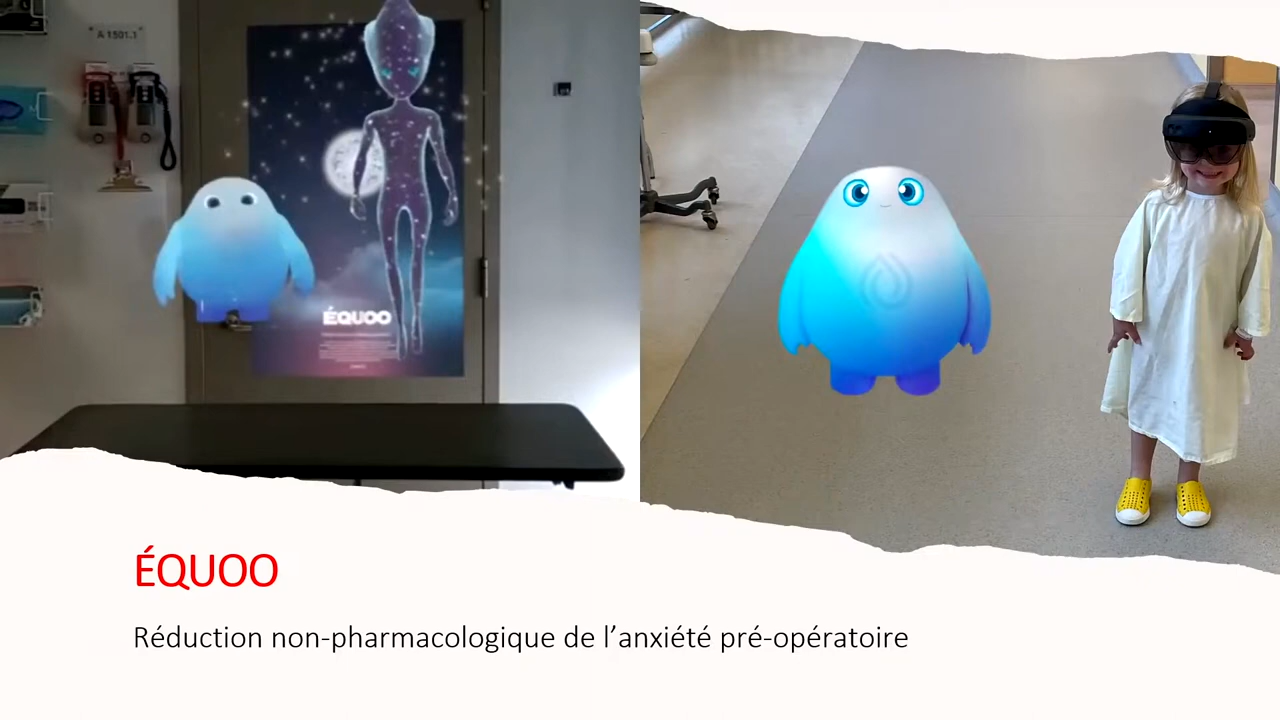 A 1501.1
ÉQUOO
ÉQUOO
Réduction non-pharmacologique de l’anxiété pré-opératoire